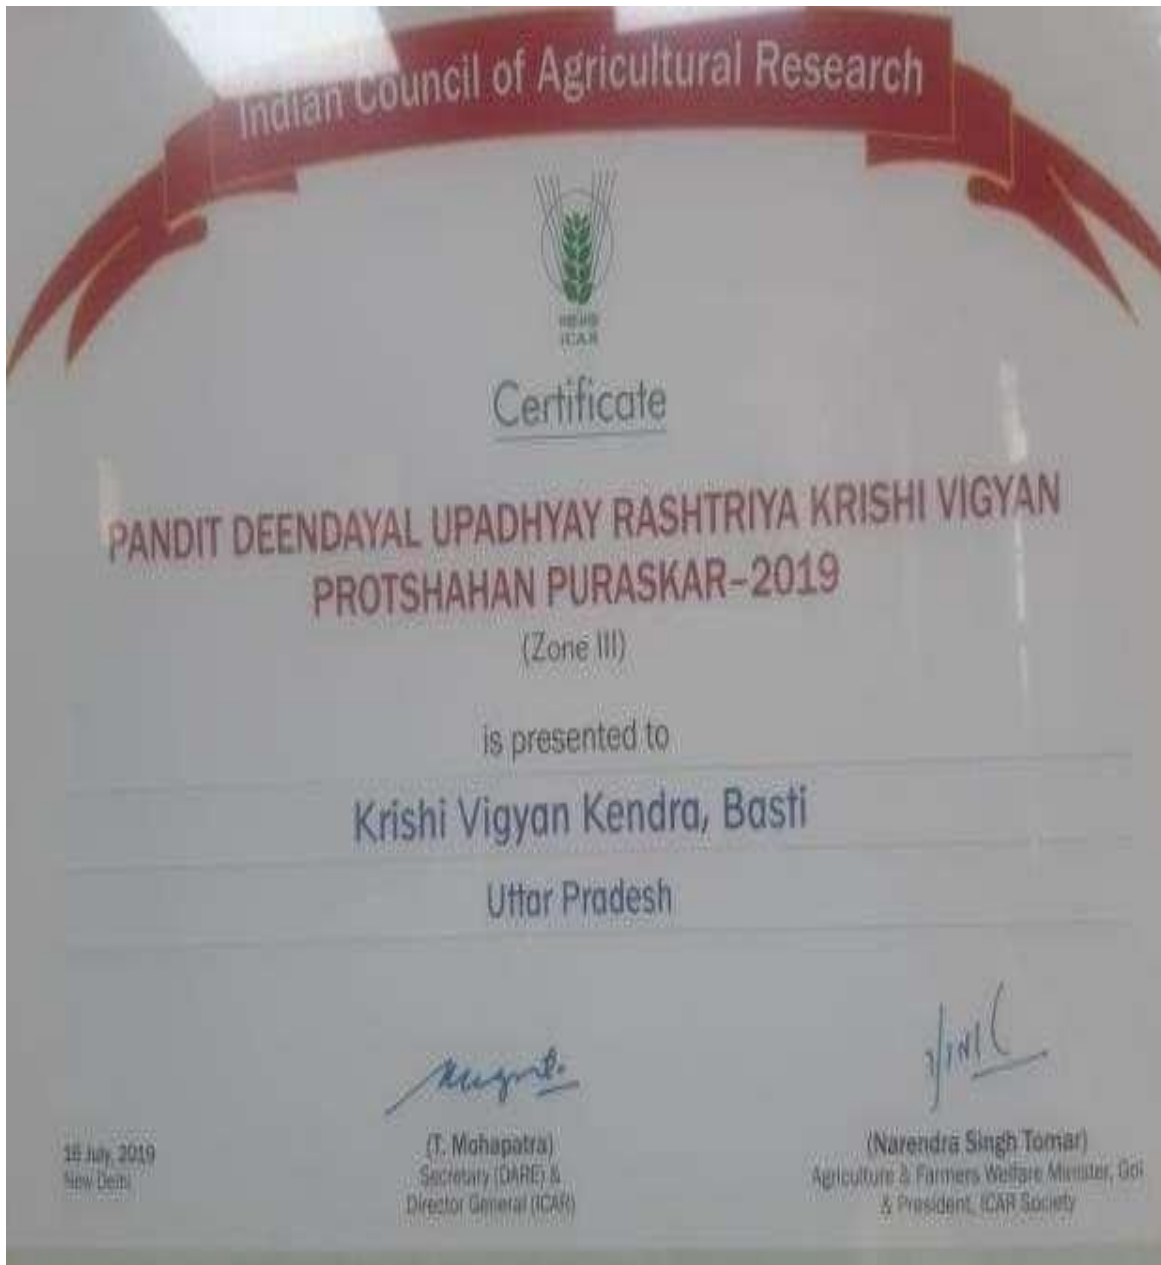 Indian Council of Agricultural Research
ICAR
Certificate
PANDIT DEENDAYAL UPADHYAY RASHTRIYA KRISHI VIGYAN
PROTSHAHAN PURASKAR–2019
(Zone III)
is presented to
Krishi Vigyan Kendra, Basti
Uttar Pradesh
(T. Mohapatra)
Secretary (DARE) &
Director General (ICAR)
(Narendra Singh Tomar)
Agriculture & Farmers Welfare Minister, GoI
& President, ICAR Society
16 July, 2019
New Delhi